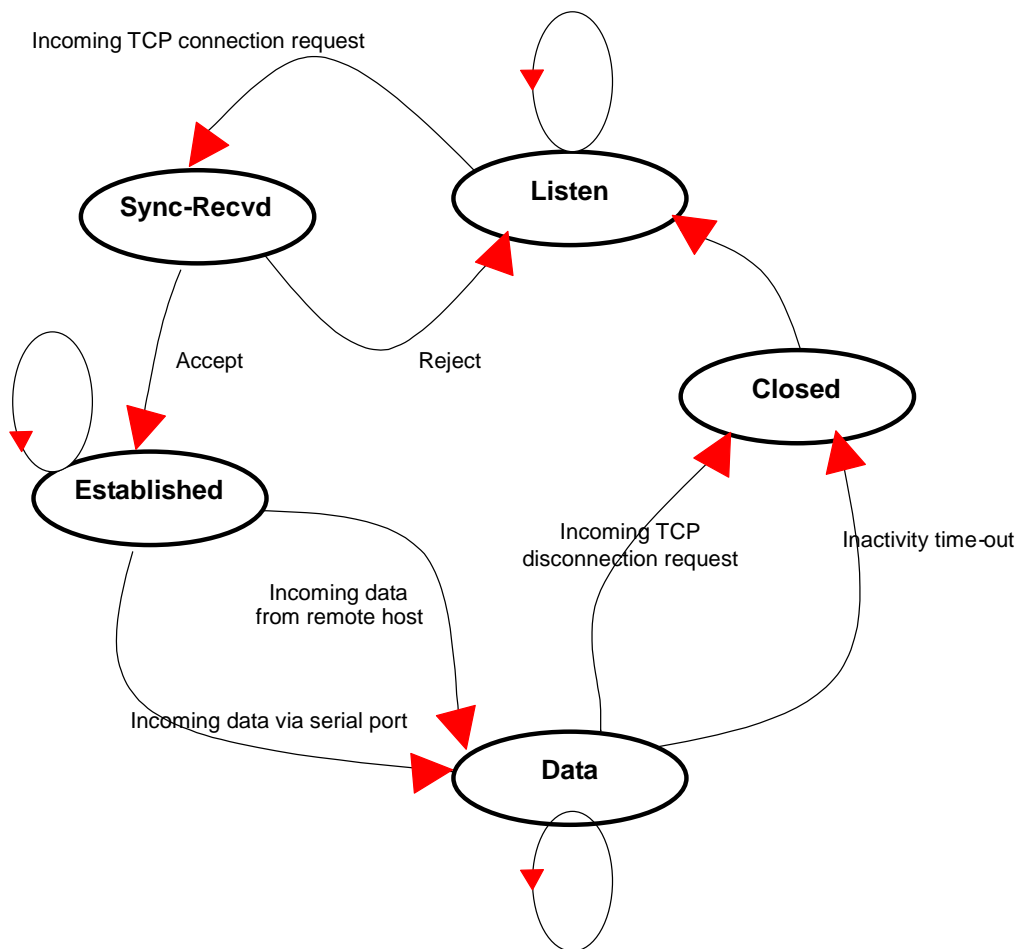 Incoming TCP connection request
Listen
Sync-Recvd
Accept
Reject
Closed
Established
Incoming TCP
disconnection request
Inactivity time-out
Incoming data
from remote host
Incoming data via serial port
Data